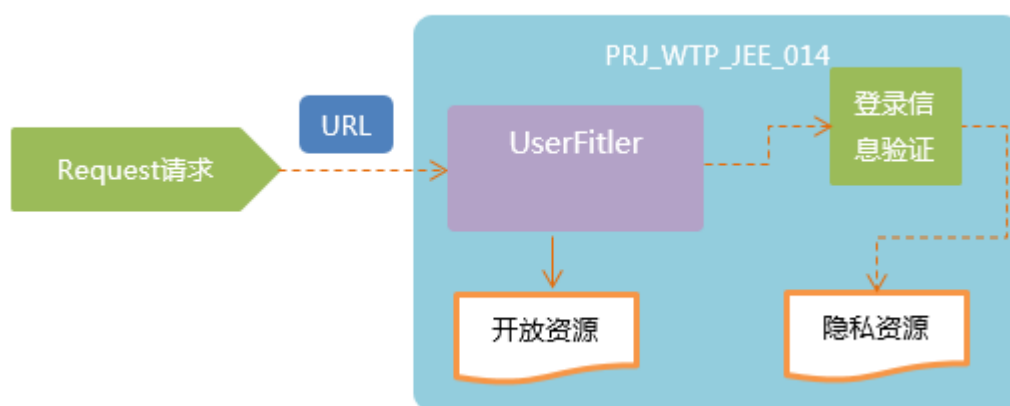 PRJ_WTP_JEE_014
URL
登录信
息验证
UserFitler
Request请求
开放资源
隐私资源